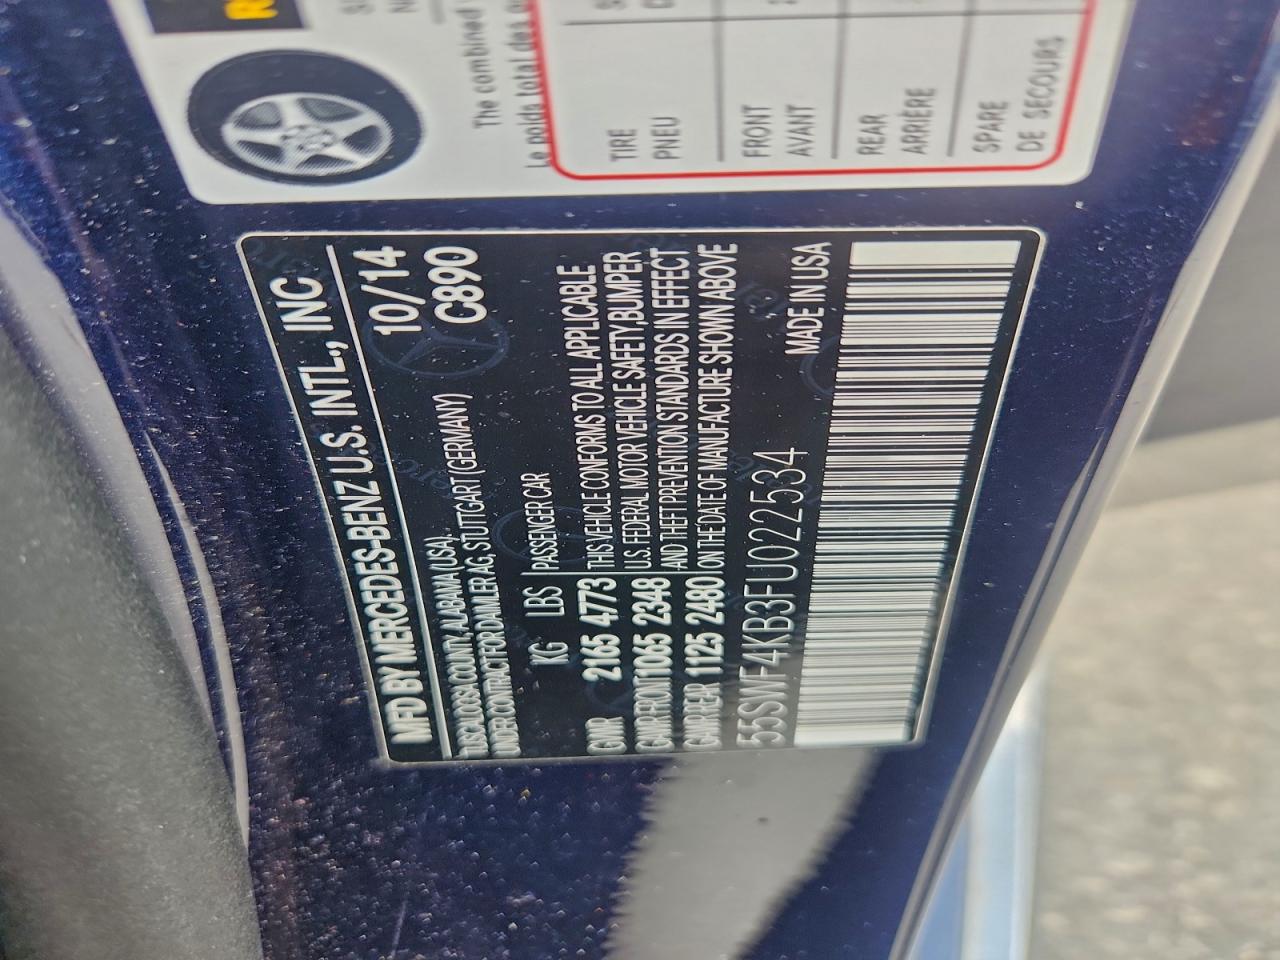 MFD BY MERCEDES-BENZ U.S. INTL., INC
TUSCALOOSA COUNTY, ALABAMA (USA), 10/14
UNDER CONTRACT FOR DAIMLER AG, STUTTGART (GERMANY) C890
KG LBS PASSENGER CAR
GVWR 2165 4773 THIS VEHICLE CONFORMS TO ALL APPLICABLE
GAWR FRONT 1065 2348 U.S. FEDERAL MOTOR VEHICLE SAFETY, BUMPER
AND THEFT PREVENTION STANDARDS IN EFFECT
GAWR REAR 1125 2480 ON THE DATE OF MANUFACTURE SHOWN ABOVE
55SWF4KB3FU022534 MADE IN USA
The combined
Le poids total des
TIRE
PNEU
FRONT
AVANT
REAR
ARRIÈRE
SPARE
DE SECOURS